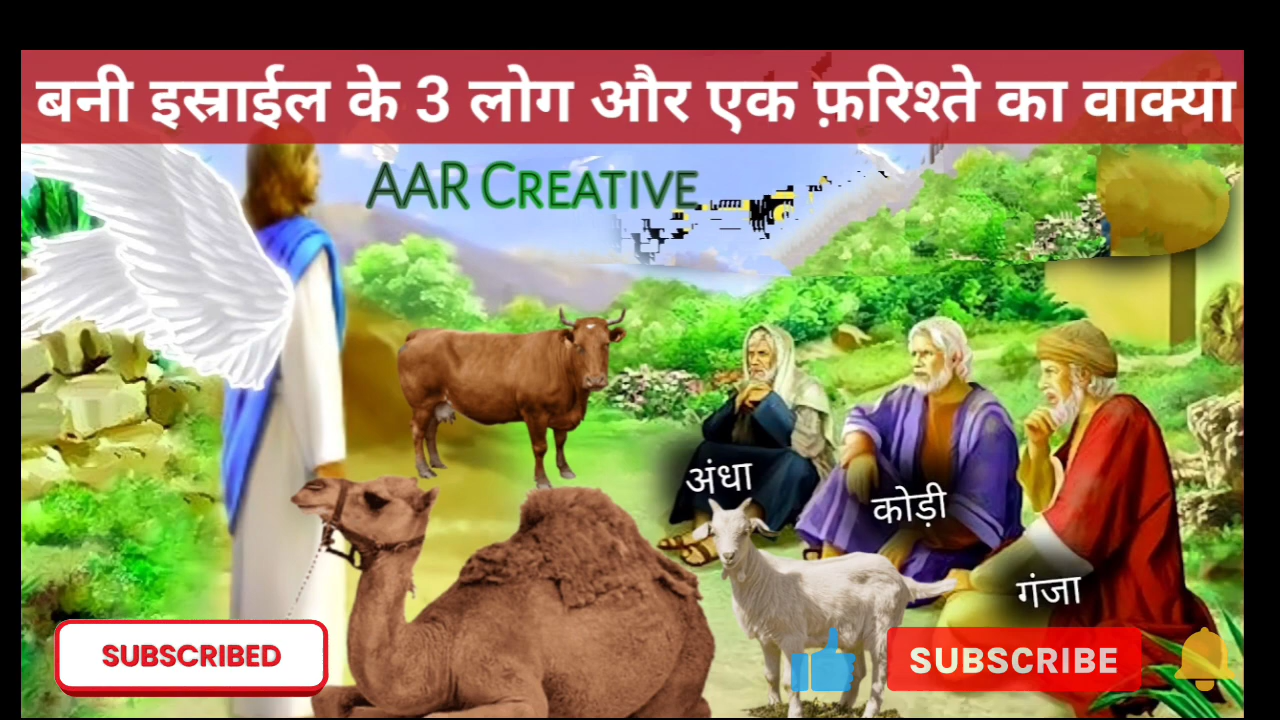 बनी इस्राईल के 3 लोग और एक फ़रिश्ते का वाक्या
AAR CREATIVE
अंधा
कोड़ी
गंजा
SUBSCRIBED
SUBSCRIBE